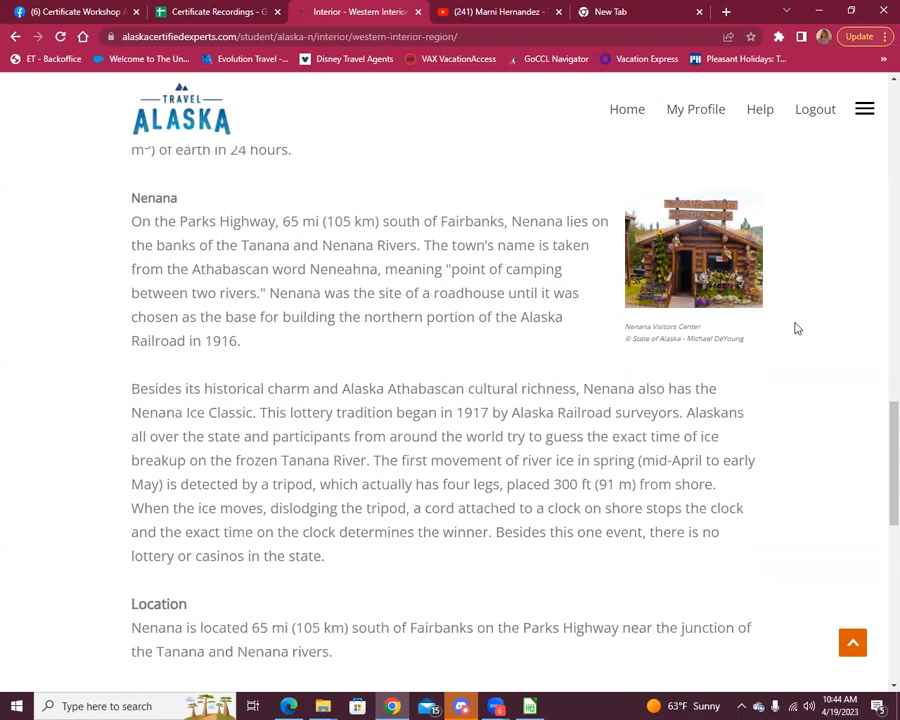 (6) Certificate Workshop A
Certificate Recordings - G
Interior - Western Interior
(241) Marni Hernandez -
New Tab
alaskacertifiedexperts.com/student/alaska-n/interior/western-interior-region/
Update
ET - Backoffice
Welcome to The Un...
Evolution Travel -...
Disney Travel Agents
VAX VacationAccess
GoCCL Navigator
Vacation Express
Pleasant Holidays: T...
TRAVEL
ALASKA
Home
My Profile
Help
Logout
m³) of earth in 24 hours.
Nenana
On the Parks Highway, 65 mi (105 km) south of Fairbanks, Nenana lies on
the banks of the Tanana and Nenana Rivers. The town's name is taken
from the Athabascan word Neneahna, meaning "point of camping
between two rivers." Nenana was the site of a roadhouse until it was
chosen as the base for building the northern portion of the Alaska
Railroad in 1916.
Nenana Visitors Center
© State of Alaska - Michael DeYoung
Besides its historical charm and Alaska Athabascan cultural richness, Nenana also has the
Nenana Ice Classic. This lottery tradition began in 1917 by Alaska Railroad surveyors. Alaskans
all over the state and participants from around the world try to guess the exact time of ice
breakup on the frozen Tanana River. The first movement of river ice in spring (mid-April to early
May) is detected by a tripod, which actually has four legs, placed 300 ft (91 m) from shore.
When the ice moves, dislodging the tripod, a cord attached to a clock on shore stops the clock
and the exact time on the clock determines the winner. Besides this one event, there is no
lottery or casinos in the state.
Location
Nenana is located 65 mi (105 km) south of Fairbanks on the Parks Highway near the junction of
the Tanana and Nenana rivers.
Type here to search
15
6
63°F Sunny
10:44 AM
4/19/2023
5